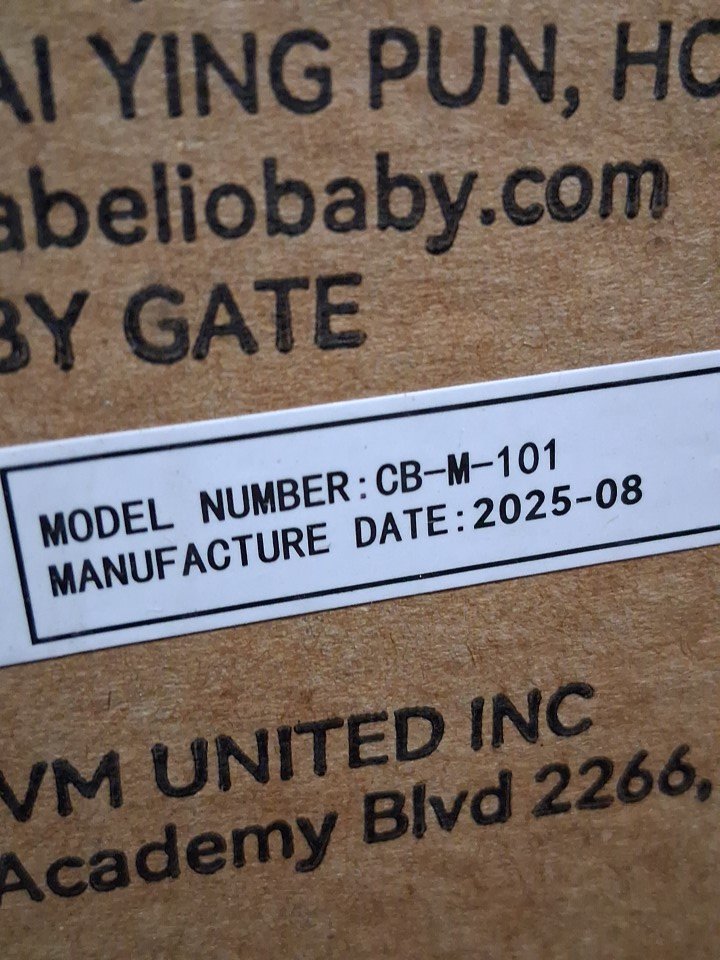 AI YING PUN, HO
abeliobaby.com
BY GATE
MODEL NUMBER:CB-M-101
MANUFACTURE DATE:2025-08
VM UNITED INC
Academy Blvd 2266,